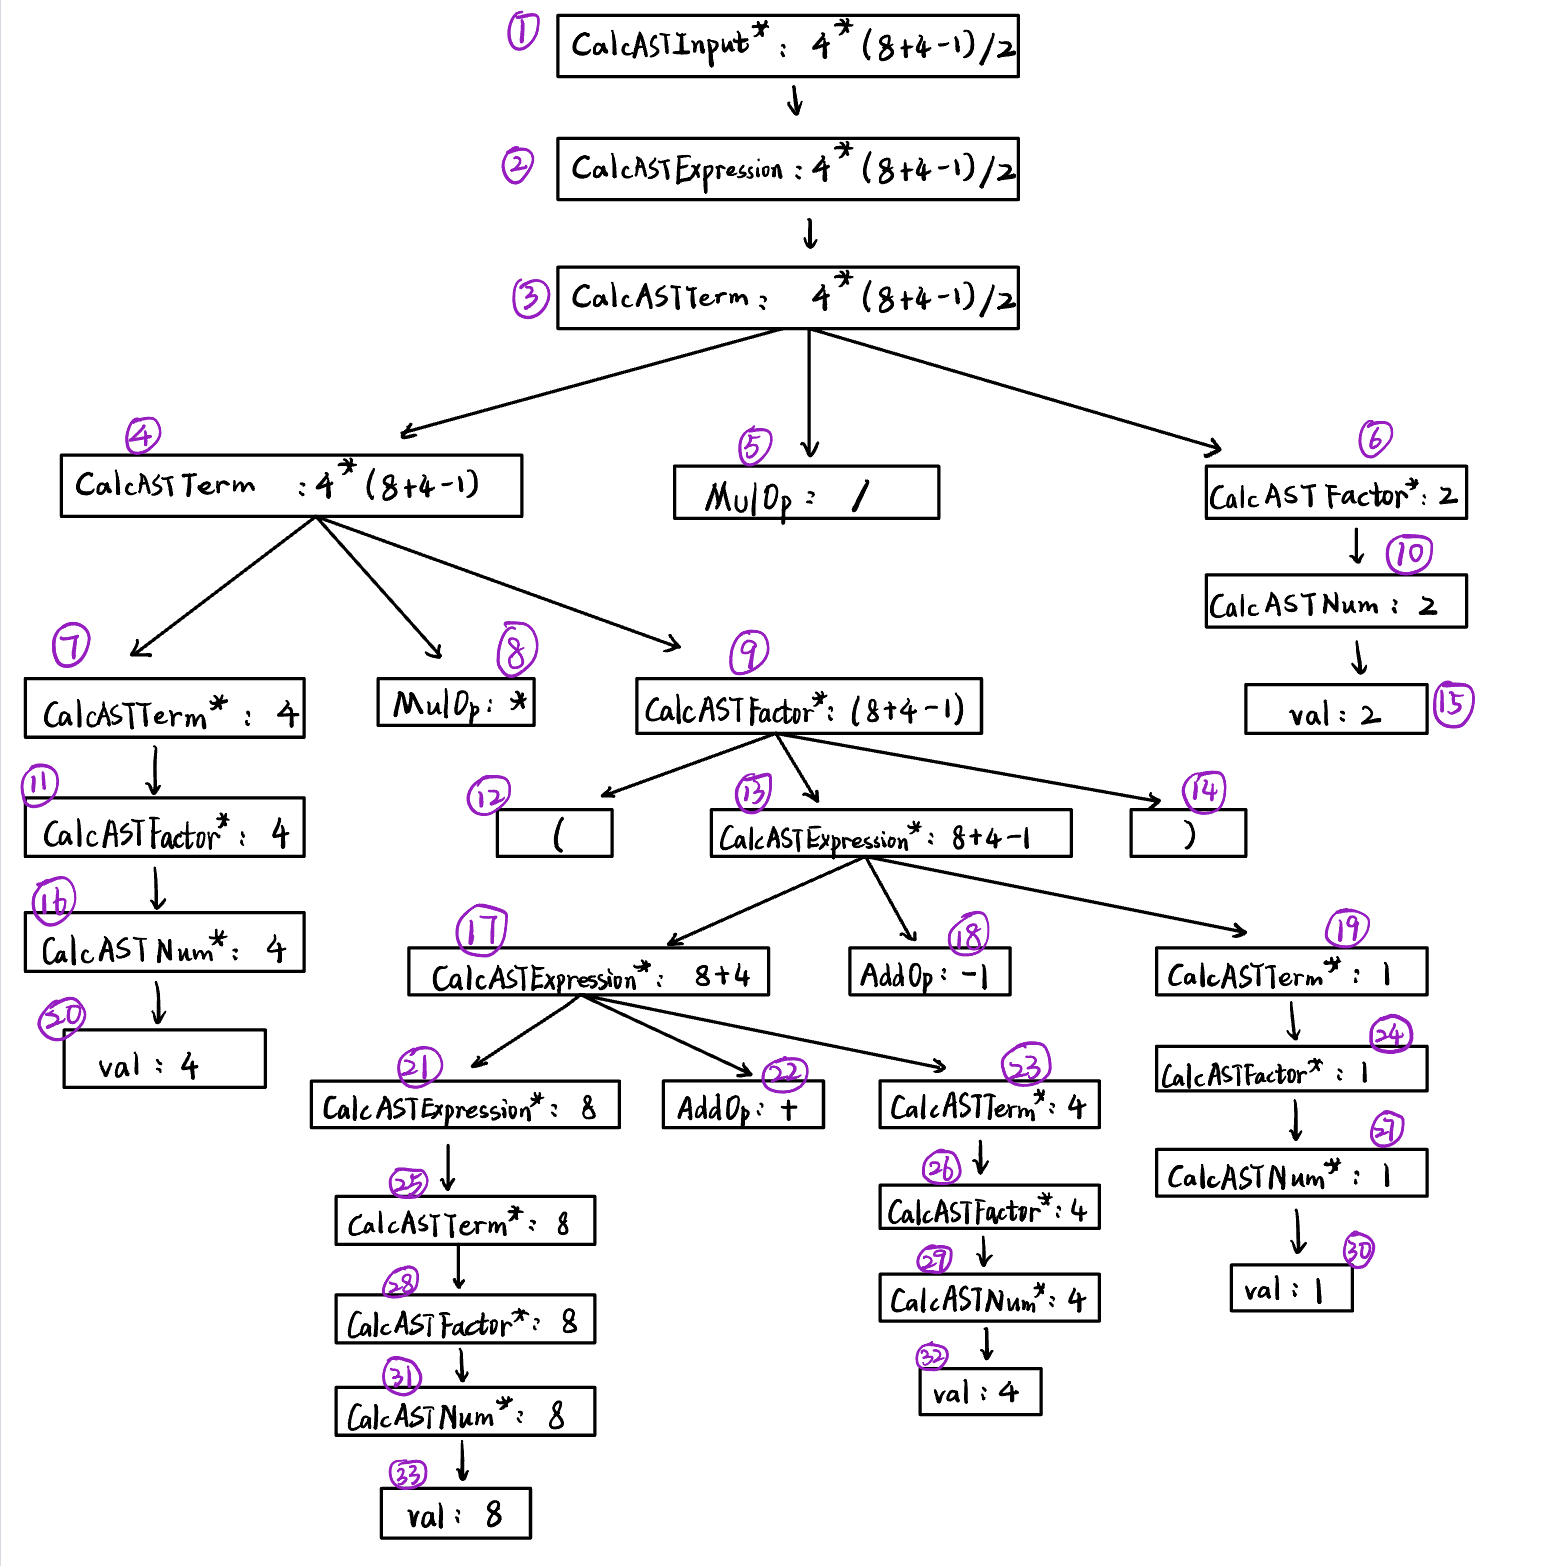 ①
CalcASTInput* : 4*(8+4-1)/2
②
CalcASTExpression : 4*(8+4-1)/2
③
CalcASTTerm : 4*(8+4-1)/2
④
CalcASTTerm : 4*(8+4-1)
⑤
MulOp : /
⑥
CalcASTFactor* : 2
⑩
CalcASTNum : 2
⑮
val : 2
⑦
CalcASTTerm* : 4
⑧
MulOp : *
⑨
CalcASTFactor* : (8+4-1)
⑪
CalcASTFactor* : 4
⑫
(
⑬
CalcASTExpression* : 8+4-1
⑭
)
⑯
CalcASTNum* : 4
⑰
CalcASTExpression* : 8+4
⑱
AddOp : -1
⑲
CalcASTTerm* : 1
⑳
val : 4
㉑
CalcASTExpression* : 8
㉒
AddOp : +
㉓
CalcASTTerm* : 4
㉔
CalcASTFactor* : 1
㉕
CalcASTTerm* : 8
㉖
CalcASTFactor* : 4
㉗
CalcASTNum* : 1
㉘
CalcASTFactor* : 8
㉙
CalcASTNum* : 4
㉚
val : 1
㉛
CalcASTNum* : 8
㉜
val : 4
㉝
val : 8